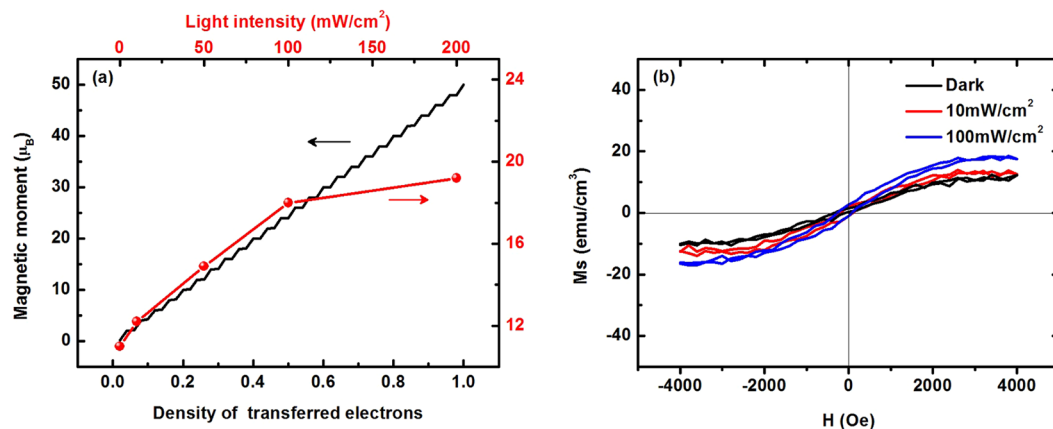 Light intensity (mW/cm²)
0 50 100 150 200
(a)
50
40
30
20
10
0
Magnetic moment (μB)
24
20
16
12
0.0 0.2 0.4 0.6 0.8 1.0
Density of transferred electrons
(b)
Dark
10mW/cm²
100mW/cm²
40
20
0
-20
-40
Ms (emu/cm³)
-4000 -2000 0 2000 4000
H (Oe)